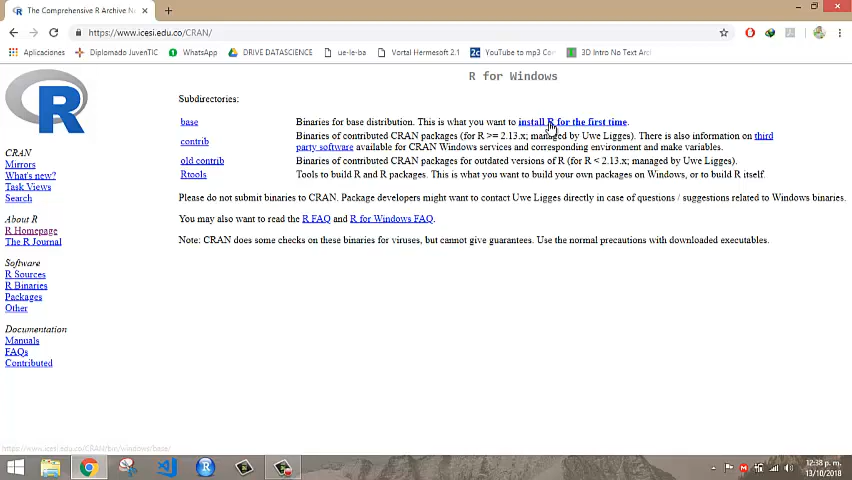 The Comprehensive R Archive Ne
https://www.icesi.edu.co/CRAN/
Aplicaciones
Diplomado JuvenTIC
WhatsApp
DRIVE DATASCIENCE
ue-le-ba
Vortal Hermesoft 2.1
YouTube to mp3 Con
3D Intro No Text
R for Windows
Subdirectories:
base Binaries for base distribution. This is what you want to install R for the first time.
contrib Binaries of contributed CRAN packages (for R >= 2.13.x; managed by Uwe Ligges). There is also information on third
party software available for CRAN Windows services and corresponding environment and make variables.
old contrib Binaries of contributed CRAN packages for outdated versions of R (for R < 2.13.x; managed by Uwe Ligges).
Rtools Tools to build R and R packages. This is what you want to build your own packages on Windows, or to build R itself.
Please do not submit binaries to CRAN. Package developers might want to contact Uwe Ligges directly in case of questions / suggestions related to Windows binaries.
You may also want to read the R FAQ and R for Windows FAQ.
Note: CRAN does some checks on these binaries for viruses, but cannot give guarantees. Use the normal precautions with downloaded executables.
R
CRAN
Mirrors
What's new?
Task Views
Search
About R
R Homepage
The R Journal
Software
R Sources
R Binaries
Packages
Other
Documentation
Manuals
FAQs
Contributed
https://www.icesi.edu.co/CRAN/bin/windows/base/
12:38 p. m.
13/10/2018